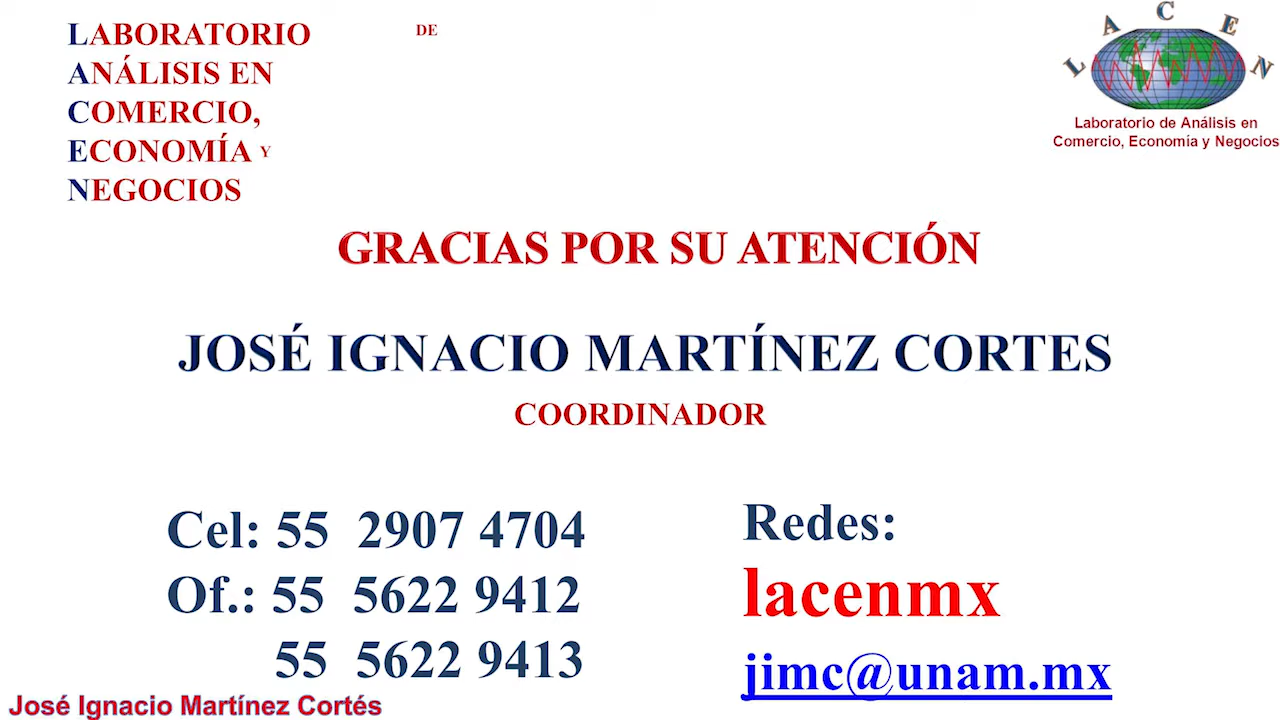 LABORATORIO DE
ANÁLISIS EN
COMERCIO,
ECONOMÍA Y
NEGOCIOS
L A C E N
Laboratorio de Análisis en
Comercio, Economía y Negocios
GRACIAS POR SU ATENCIÓN
JOSÉ IGNACIO MARTÍNEZ CORTES
COORDINADOR
Cel: 55 2907 4704
Of.: 55 5622 9412
55 5622 9413
Redes:
lacenmx
jimc@unam.mx
José Ignacio Martínez Cortés